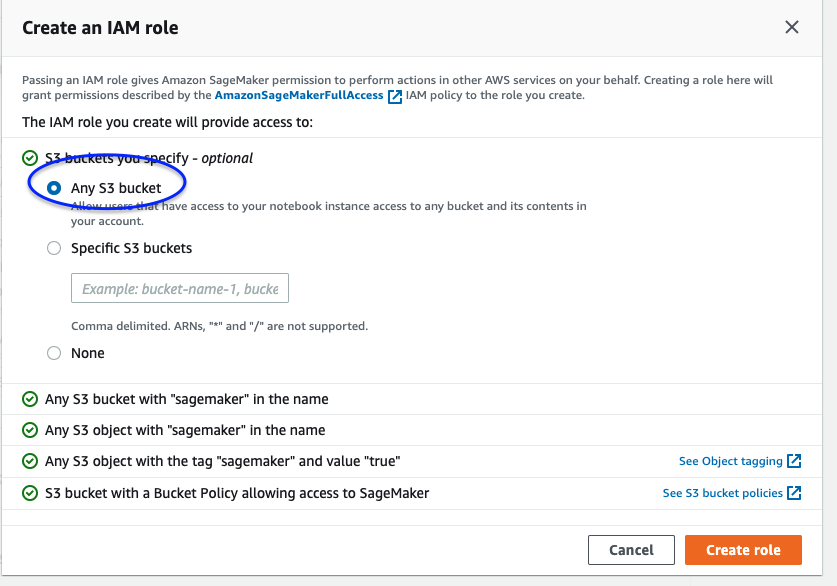 Create an IAM role
Passing an IAM role gives Amazon SageMaker permission to perform actions in other AWS services on your behalf. Creating a role here will
grant permissions described by the AmazonSageMakerFullAccess IAM policy to the role you create.
The IAM role you create will provide access to:
S3 buckets you specify - optional
Any S3 bucket
Allow users that have access to your notebook instance access to any bucket and its contents in
your account.
Specific S3 buckets
Example: bucket-name-1, bucke
Comma delimited. ARNs, "*" and "/" are not supported.
None
Any S3 bucket with "sagemaker" in the name
Any S3 object with "sagemaker" in the name
Any S3 object with the tag "sagemaker" and value "true" See Object tagging
S3 bucket with a Bucket Policy allowing access to SageMaker See S3 bucket policies
Cancel Create role